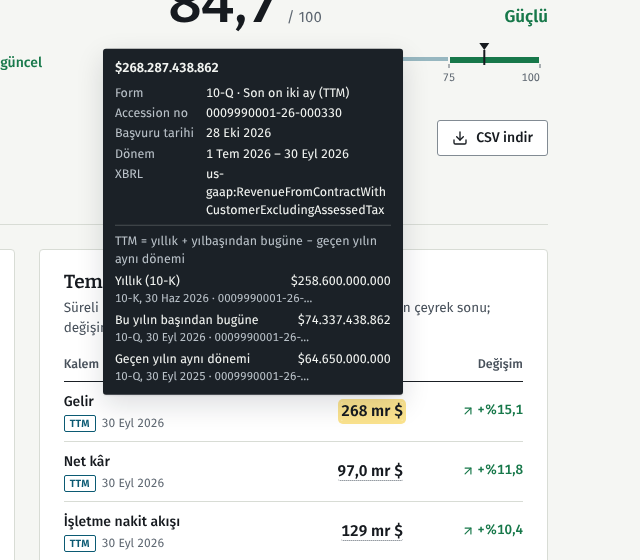 84,7 / 100
Güçlü
güncel
75 100
CSV indir
$268.287.438.862
Form 10-Q · Son on iki ay (TTM)
Accession no 0009990001-26-000330
Başvuru tarihi 28 Eki 2026
Dönem 1 Tem 2026 – 30 Eyl 2026
XBRL us-
gaap:RevenueFromContractWith
CustomerExcludingAssessedTax
TTM = yıllık + yılbaşından bugüne − geçen yılın
aynı dönemi
Yıllık (10-K) $258.600.000.000
10-K, 30 Haz 2026 · 0009990001-26-…
Bu yılın başından bugüne $74.337.438.862
10-Q, 30 Eyl 2026 · 0009990001-26-…
Geçen yılın aynı dönemi $64.650.000.000
10-Q, 30 Eyl 2025 · 0009990001-26-…
Tem
Süreli n çeyrek sonu;
değişir
Kalem Değişim
Gelir
TTM 30 Eyl 2026
268 mr $ +%15,1
Net kâr
TTM 30 Eyl 2026
97,0 mr $ +%11,8
İşletme nakit akışı
TTM 30 Eyl 2026
129 mr $ +%10,4